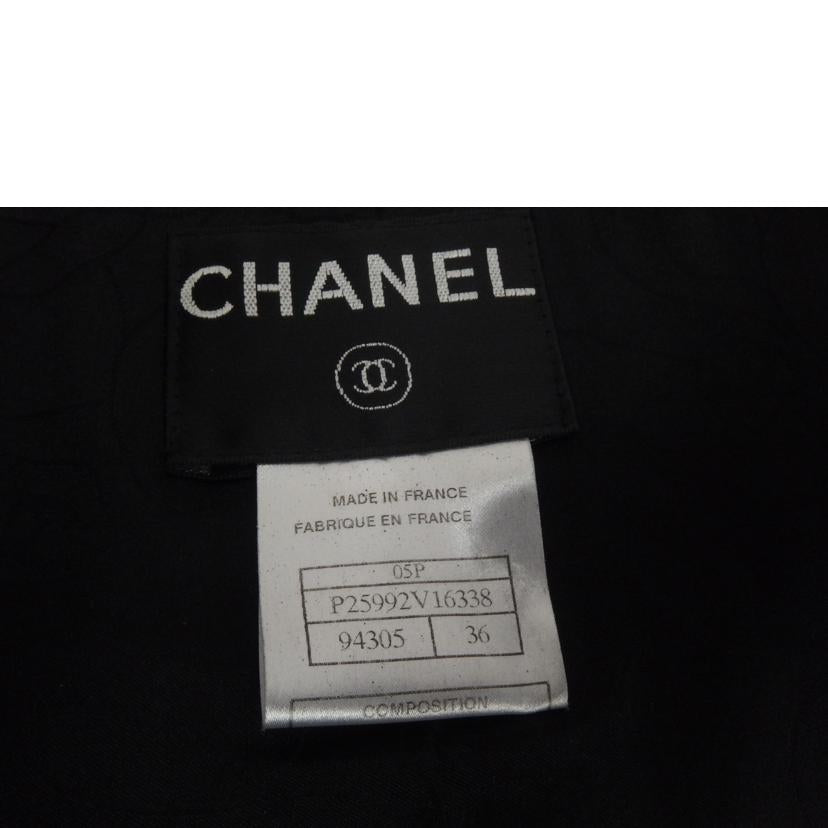 CHANEL
MADE IN FRANCE
FABRIQUE EN FRANCE
05P
P25992V16338
94305 36
COMPOSITION